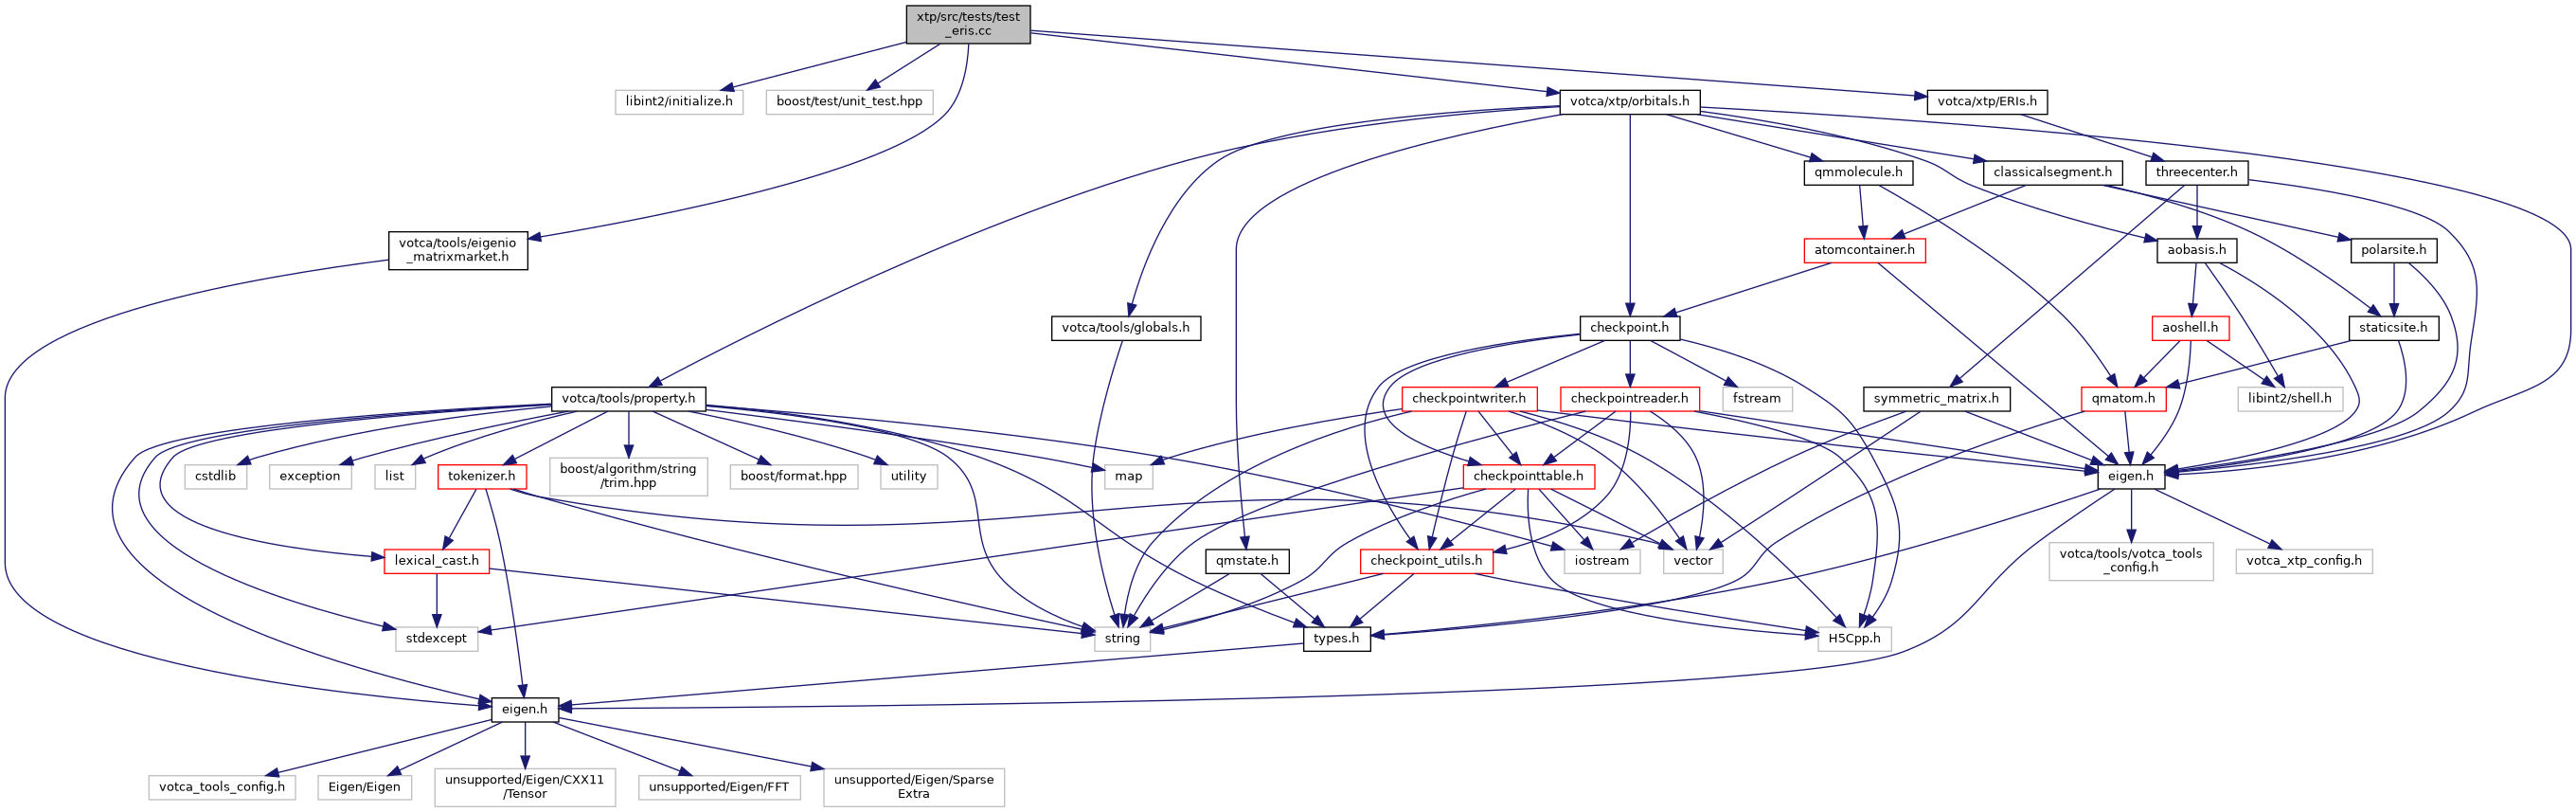 xtp/src/tests/test
_eris.cc
libint2/initialize.h
boost/test/unit_test.hpp
votca/xtp/orbitals.h
votca/xtp/ERIs.h
qmmolecule.h
classicalsegment.h
threecenter.h
votca/tools/eigenio
_matrixmarket.h
atomcontainer.h
aobasis.h
polarsite.h
votca/tools/globals.h
checkpoint.h
aoshell.h
staticsite.h
votca/tools/property.h
checkpointwriter.h
checkpointreader.h
fstream
symmetric_matrix.h
qmatom.h
libint2/shell.h
cstdlib
exception
list
tokenizer.h
boost/algorithm/string
/trim.hpp
boost/format.hpp
utility
map
checkpointtable.h
eigen.h
lexical_cast.h
qmstate.h
checkpoint_utils.h
iostream
vector
votca/tools/votca_tools
_config.h
votca_xtp_config.h
stdexcept
string
types.h
H5Cpp.h
eigen.h
votca_tools_config.h
Eigen/Eigen
unsupported/Eigen/CXX11
/Tensor
unsupported/Eigen/FFT
unsupported/Eigen/Sparse
Extra